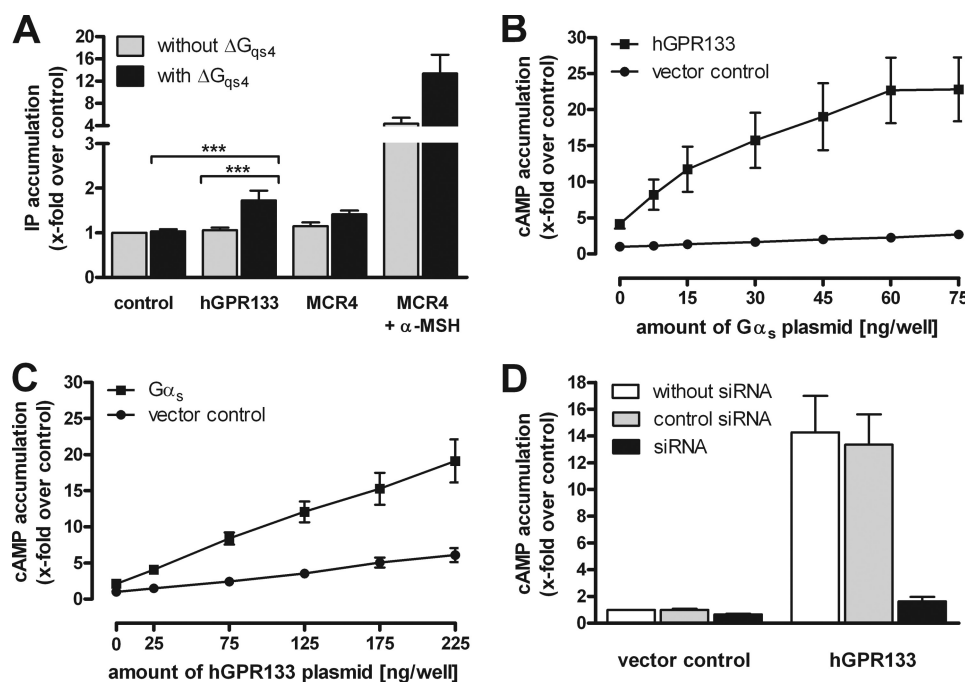 A
without ΔGqs4
with ΔGqs4
IP accumulation
(x-fold over control)
20
16
12
8
4
3
2
1
0
***
***
control
hGPR133
MCR4
MCR4
+ α-MSH
B
hGPR133
vector control
cAMP accumulation
(x-fold over control)
30
25
20
15
10
5
0
0 15 30 45 60 75
amount of Gαs plasmid [ng/well]
C
Gαs
vector control
cAMP accumulation
(x-fold over control)
30
25
20
15
10
5
0
0 25 75 125 175 225
amount of hGPR133 plasmid [ng/well]
D
without siRNA
control siRNA
siRNA
cAMP accumulation
(x-fold over control)
18
16
14
12
10
8
6
4
2
0
vector control
hGPR133